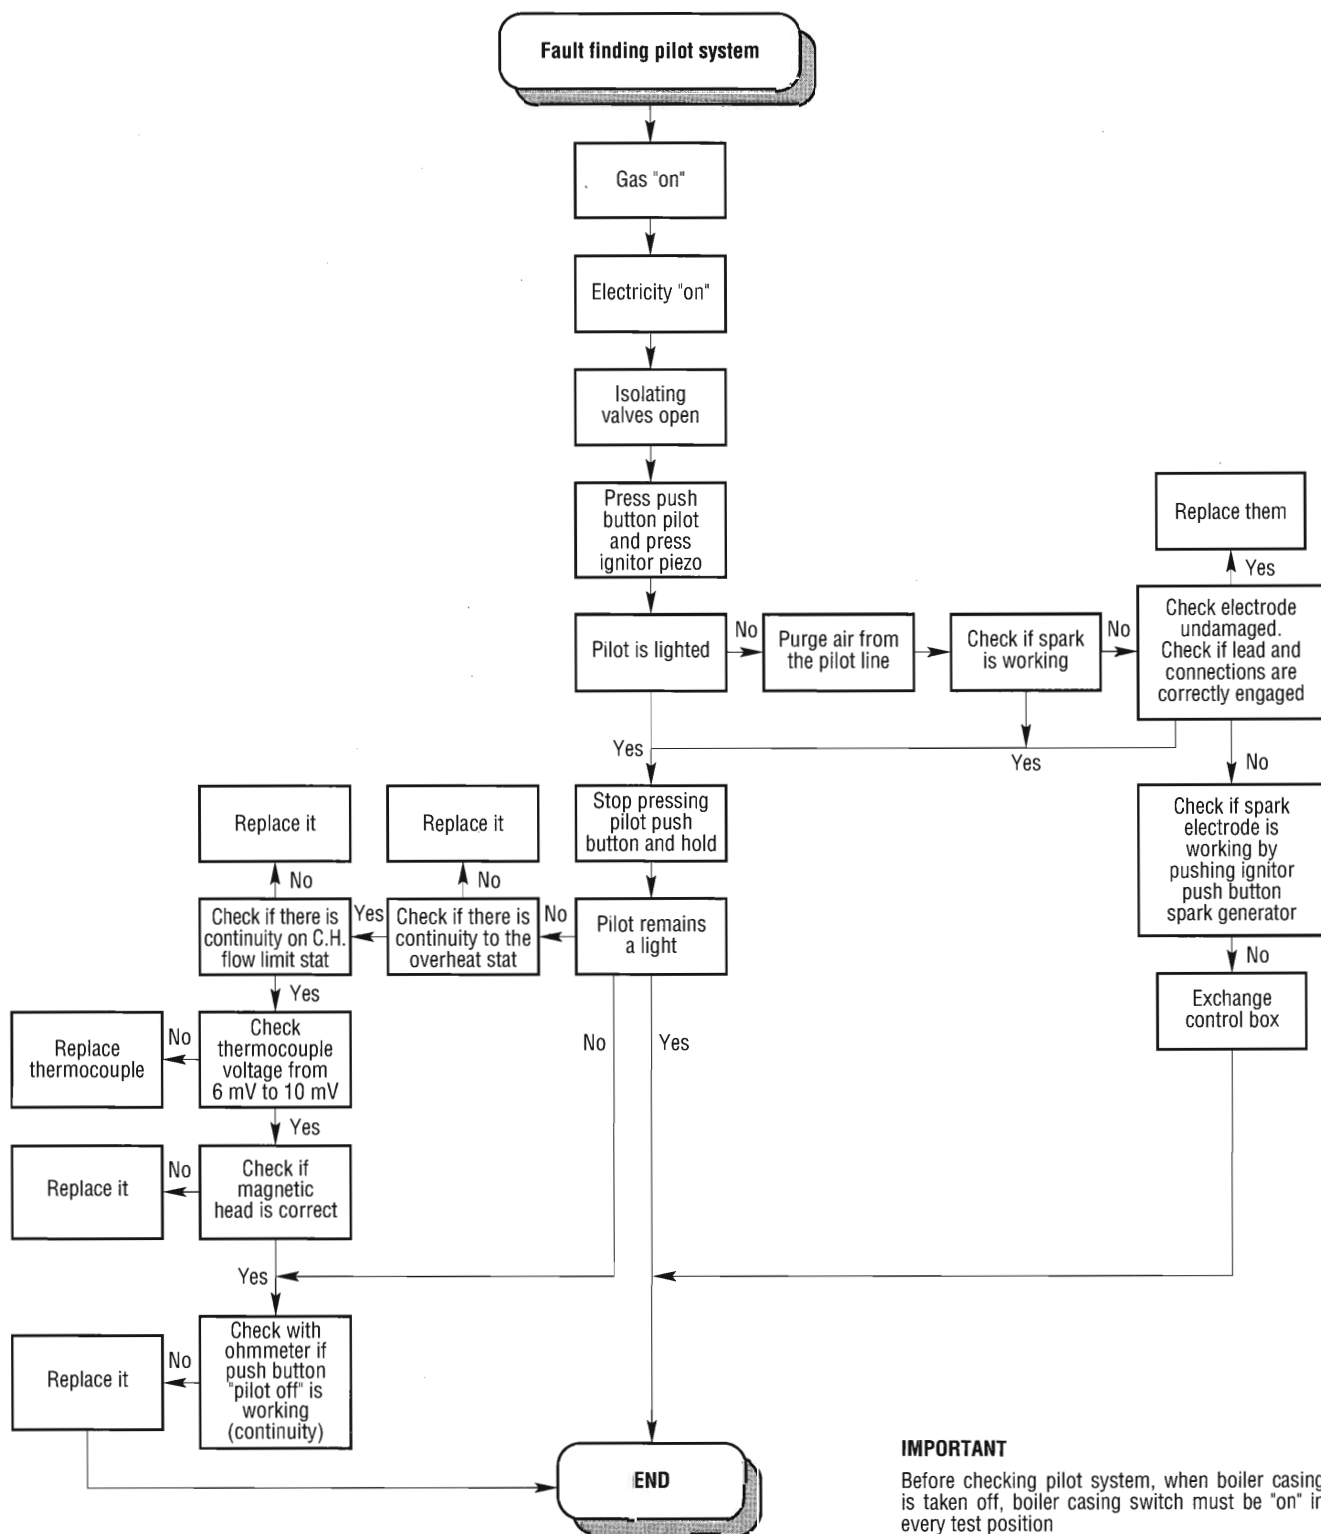 Fault finding pilot system
Gas "on"
Electricity "on"
Isolating
valves open
Press push
button pilot
and press
ignitor piezo
Pilot is lighted
No
Purge air from
the pilot line
Check if spark
is working
No
Check electrode
undamaged.
Check if lead and
connections are
correctly engaged
Yes
Replace them
Yes
Yes
No
Stop pressing
pilot push
button and hold
Check if spark
electrode is
working by
pushing ignitor
push button
spark generator
No
Exchange
control box
Replace it
Replace it
No
No
Check if there is
continuity on C.H.
flow limit stat
Yes
Check if there is
continuity to the
overheat stat
No
Pilot remains
a light
Yes
No
Yes
Replace
thermocouple
No
Check
thermocouple
voltage from
6 mV to 10 mV
Yes
Replace it
No
Check if
magnetic
head is correct
Yes
Replace it
No
Check with
ohmmeter if
push button
"pilot off" is
working
(continuity)
END
IMPORTANT
Before checking pilot system, when boiler casing
is taken off, boiler casing switch must be "on" in
every test position